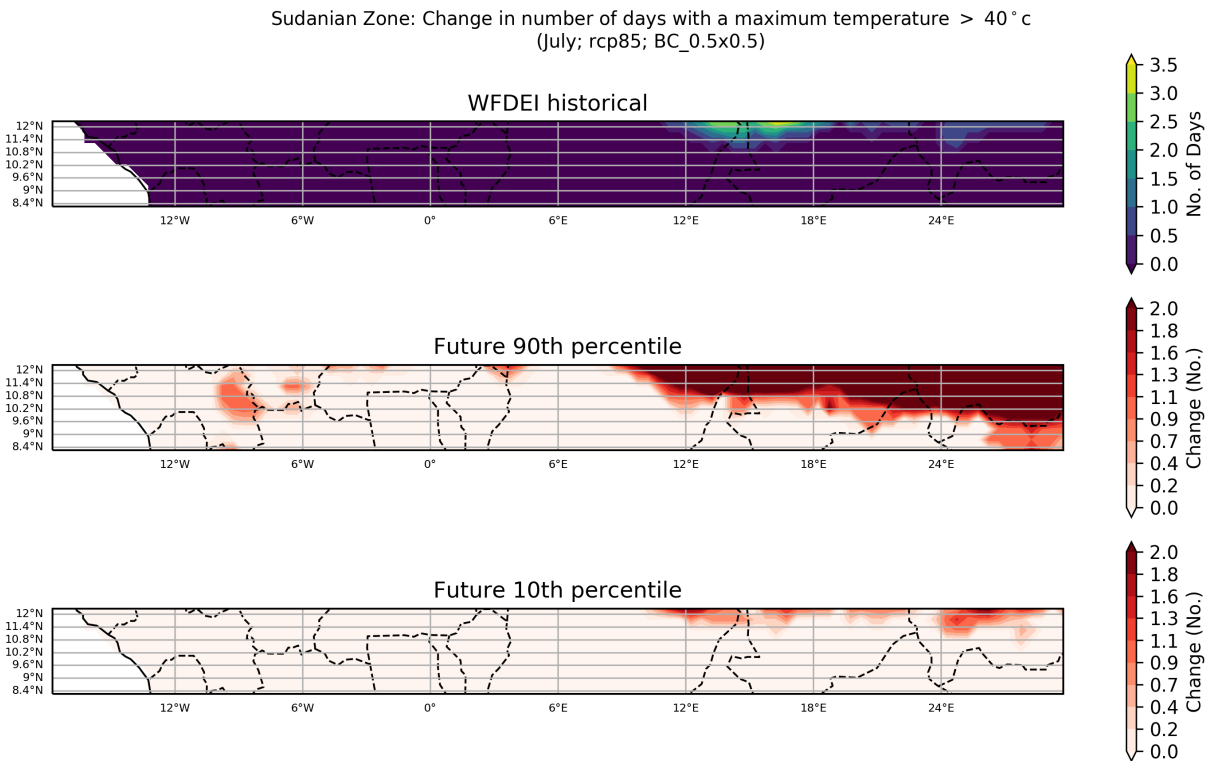 Sudanian Zone: Change in number of days with a maximum temperature > 40°c
(July; rcp85; BC_0.5x0.5)
WFDEI historical
12°N
11.4°N
10.8°N
10.2°N
9.6°N
9°N
8.4°N
12°W
6°W
0°
6°E
12°E
18°E
24°E
3.5
3.0
2.5
2.0
1.5
1.0
0.5
0.0
No. of Days
Future 90th percentile
12°N
11.4°N
10.8°N
10.2°N
9.6°N
9°N
8.4°N
12°W
6°W
0°
6°E
12°E
18°E
24°E
2.0
1.8
1.6
1.3
1.1
0.9
0.7
0.4
0.2
0.0
Change (No.)
Future 10th percentile
12°N
11.4°N
10.8°N
10.2°N
9.6°N
9°N
8.4°N
12°W
6°W
0°
6°E
12°E
18°E
24°E
2.0
1.8
1.6
1.3
1.1
0.9
0.7
0.4
0.2
0.0
Change (No.)